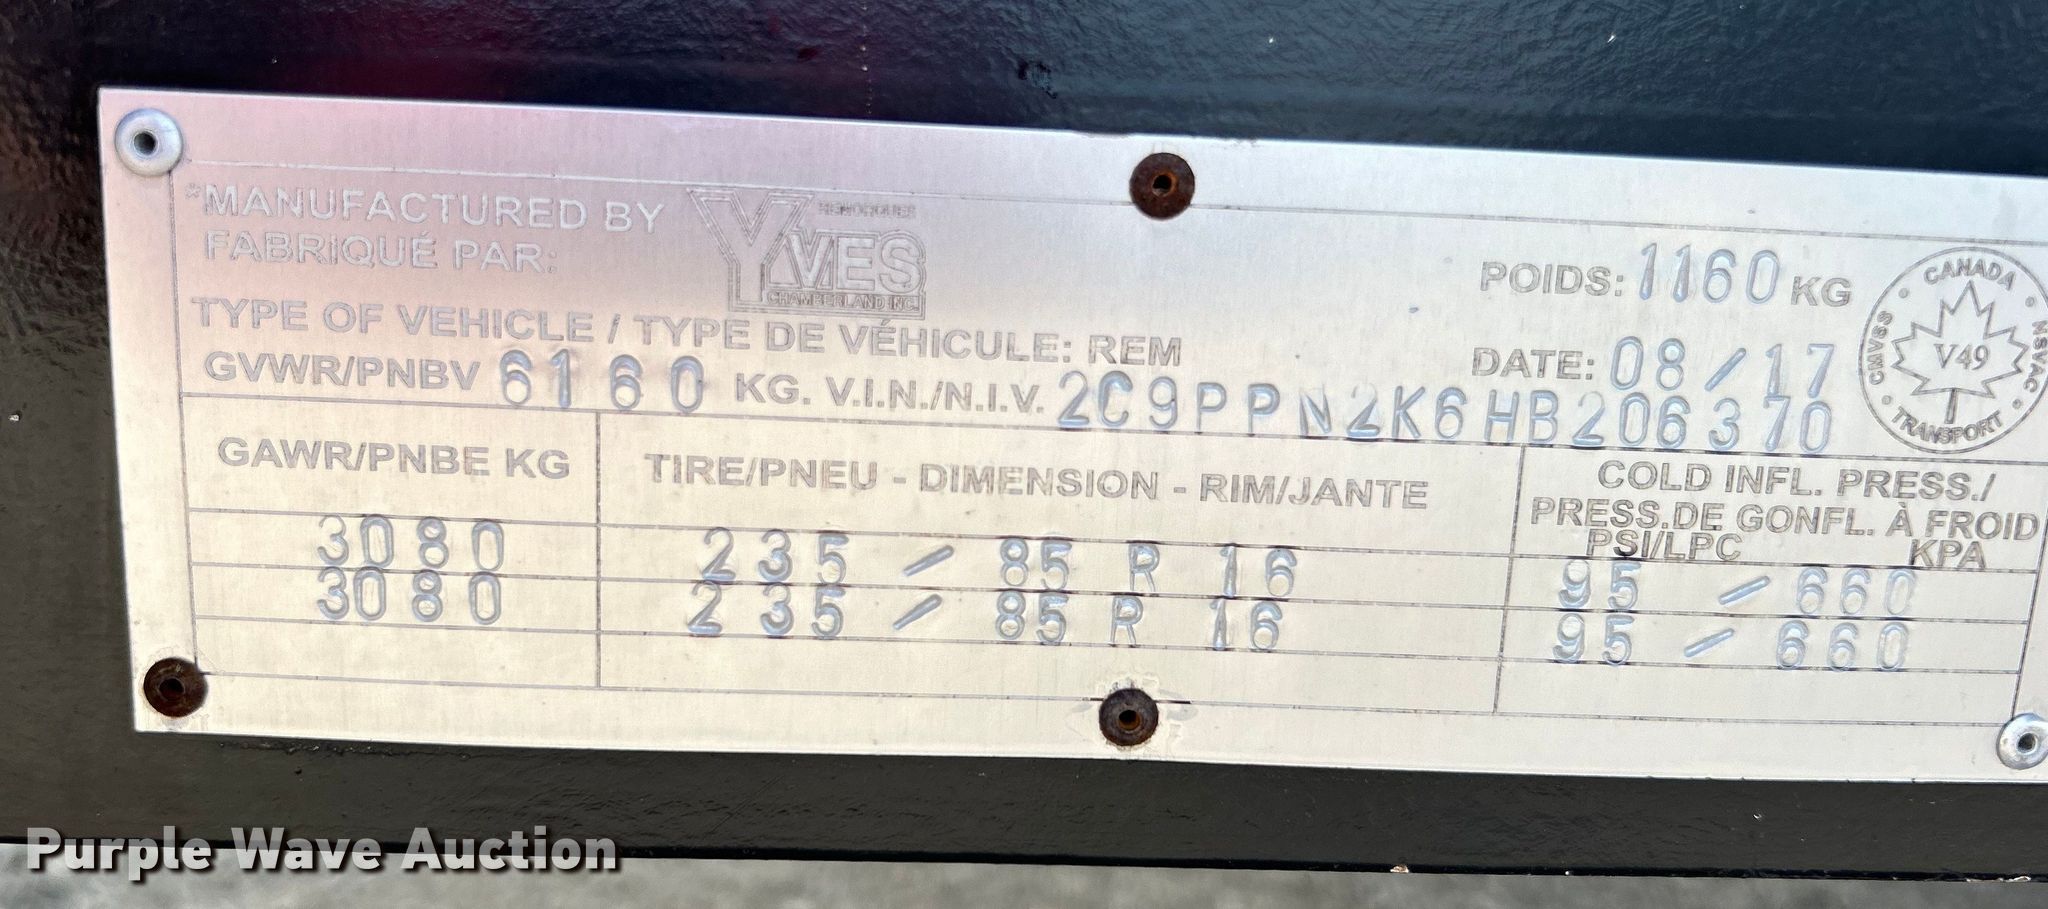 *MANUFACTURED BY
FABRIQUÉ PAR:
REMORQUES
YVES
CHAMBERLAND INC.
POIDS: 1160 KG
TYPE OF VEHICLE / TYPE DE VÉHICULE: REM
DATE: 08/17
GVWR/PNBV 6160 KG. V.I.N./N.I.V. 2C9PPN2K6HB206370
CANADA
CMVSS
NSVAC
V49
TRANSPORT
GAWR/PNBE KG
TIRE/PNEU - DIMENSION - RIM/JANTE
COLD INFL. PRESS./
PRESS.DE GONFL. À FROID
PSI/LPC KPA
3080 235/85 R 16 95/660
3080 235/85 R 16 95/660
Purple Wave Auction